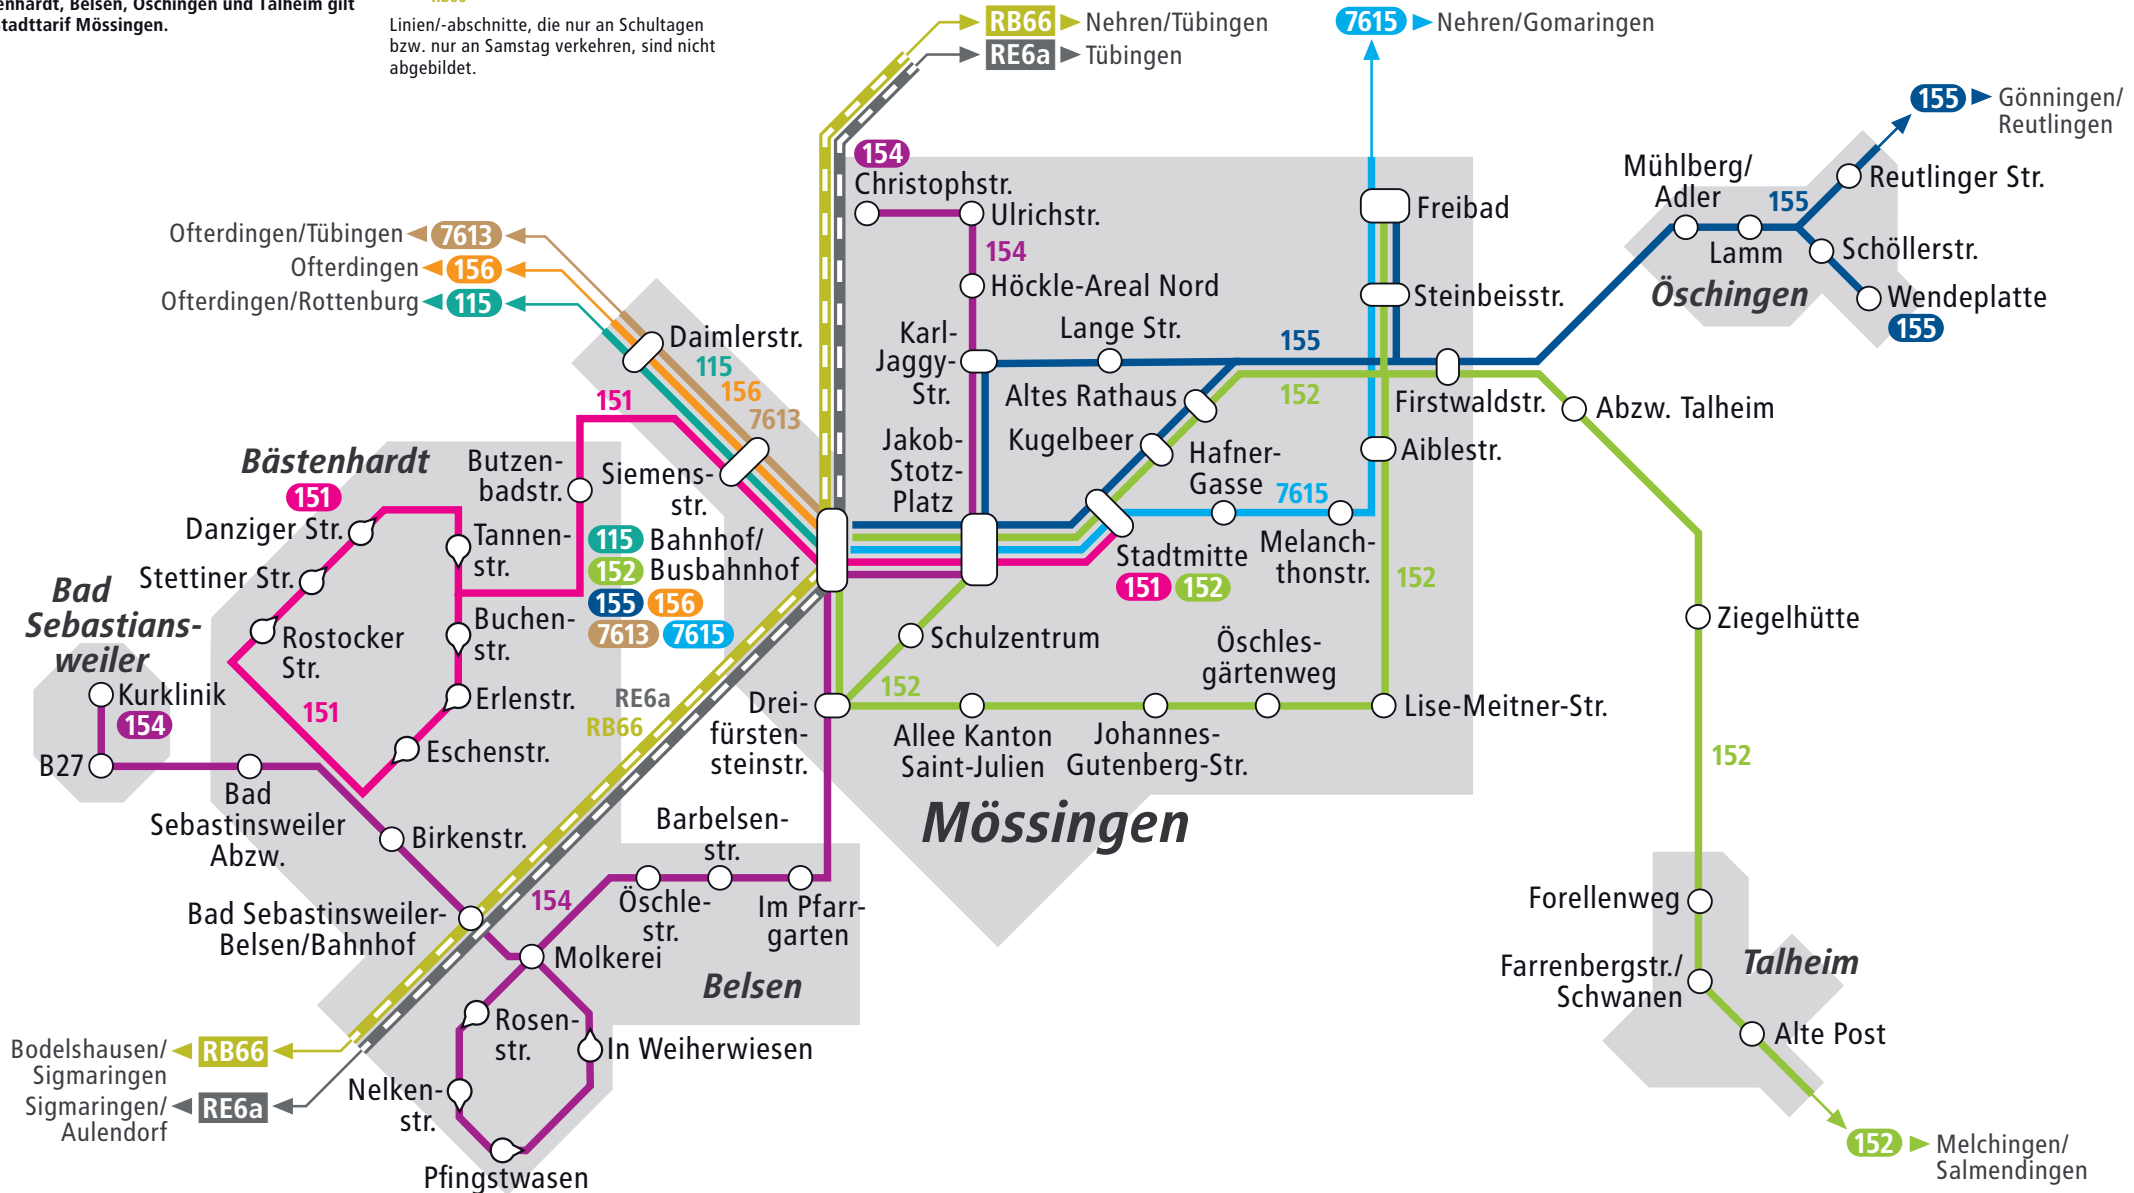 enhardt, Belsen, Öschingen und Talheim gilt
tadttarif Mössingen.
Linien/-abschnitte, die nur an Schultagen
bzw. nur an Samstag verkehren, sind nicht
abgebildet.
RB66 Nehren/Tübingen
RE6a Tübingen
7615 Nehren/Gomaringen
155 Gönningen/
Reutlingen
154
Christophstr.
Ulrichstr.
154
Höckle-Areal Nord
Freibad
Steinbeisstr.
Mühlberg/
Adler
155
Reutlinger Str.
Lamm
Schöllerstr.
Öschingen
Wendeplatte
155
Ofterdingen/Tübingen 7613
Ofterdingen 156
Ofterdingen/Rottenburg 115
Daimlerstr.
115
156
7613
151
Siemens-
str.
Karl-
Jaggy-
Str.
Lange Str.
155
Altes Rathaus
152
Firstwaldstr.
Abzw. Talheim
Kugelbeer
Jakob-
Stotz-
Platz
Hafner-
Gasse
7615
Aiblestr.
Stadtmitte
151 152
Melanch-
thonstr.
152
Bästenhardt
151
Butzen-
badstr.
Danziger Str.
Tannen-
str.
Stettiner Str.
Rostocker
Str.
Buchen-
str.
Erlenstr.
Eschenstr.
151
115 Bahnhof/
152 Busbahnhof
155 156
7613 7615
Bad
Sebastians-
weiler
Kurklinik
154
B27
Bad
Sebastinsweiler
Abzw.
Birkenstr.
RE6a
RB66
Schulzentrum
Drei-
fürsten-
steinstr.
152
Allee Kanton
Saint-Julien
Johannes-
Gutenberg-Str.
Öschles-
gärtenweg
Lise-Meitner-Str.
Mössingen
Ziegelhütte
152
Barbelsen-
str.
Öschle-
str.
Im Pfarr-
garten
154
Bad Sebastinsweiler-
Belsen/Bahnhof
Molkerei
Belsen
Rosen-
str.
In Weiherwiesen
Nelken-
str.
Pfingstwasen
Bodelshausen/
Sigmaringen
RB66
Sigmaringen/
Aulendorf
RE6a
Forellenweg
Farrenbergstr./
Schwanen
Talheim
Alte Post
152 Melchingen/
Salmendingen